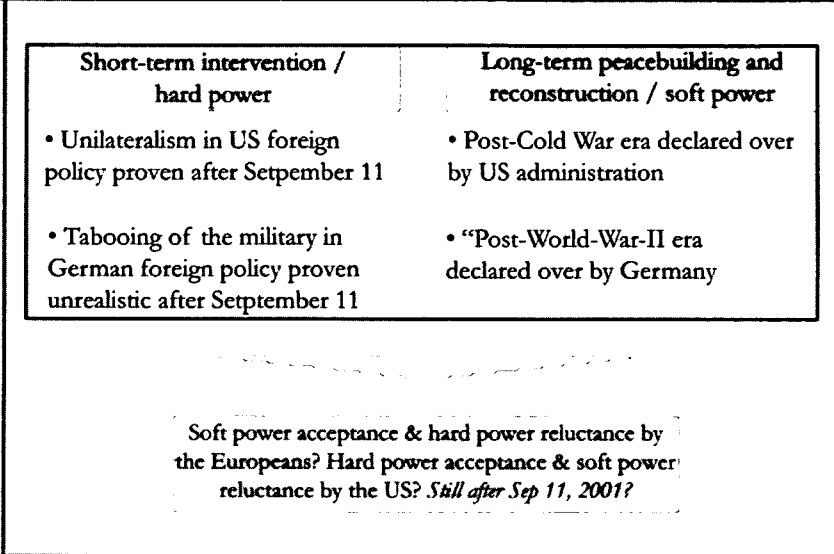 Short-term intervention /
hard power
• Unilateralism in US foreign
policy proven after Setpember 11
• Tabooing of the military in
German foreign policy proven
unrealistic after Setptember 11
Long-term peacebuilding and
reconstruction / soft power
• Post-Cold War era declared over
by US administration
• “Post-World-War-II era
declared over by Germany
Soft power acceptance & hard power reluctance by
the Europeans? Hard power acceptance & soft power
reluctance by the US? Still after Sep 11, 2001?